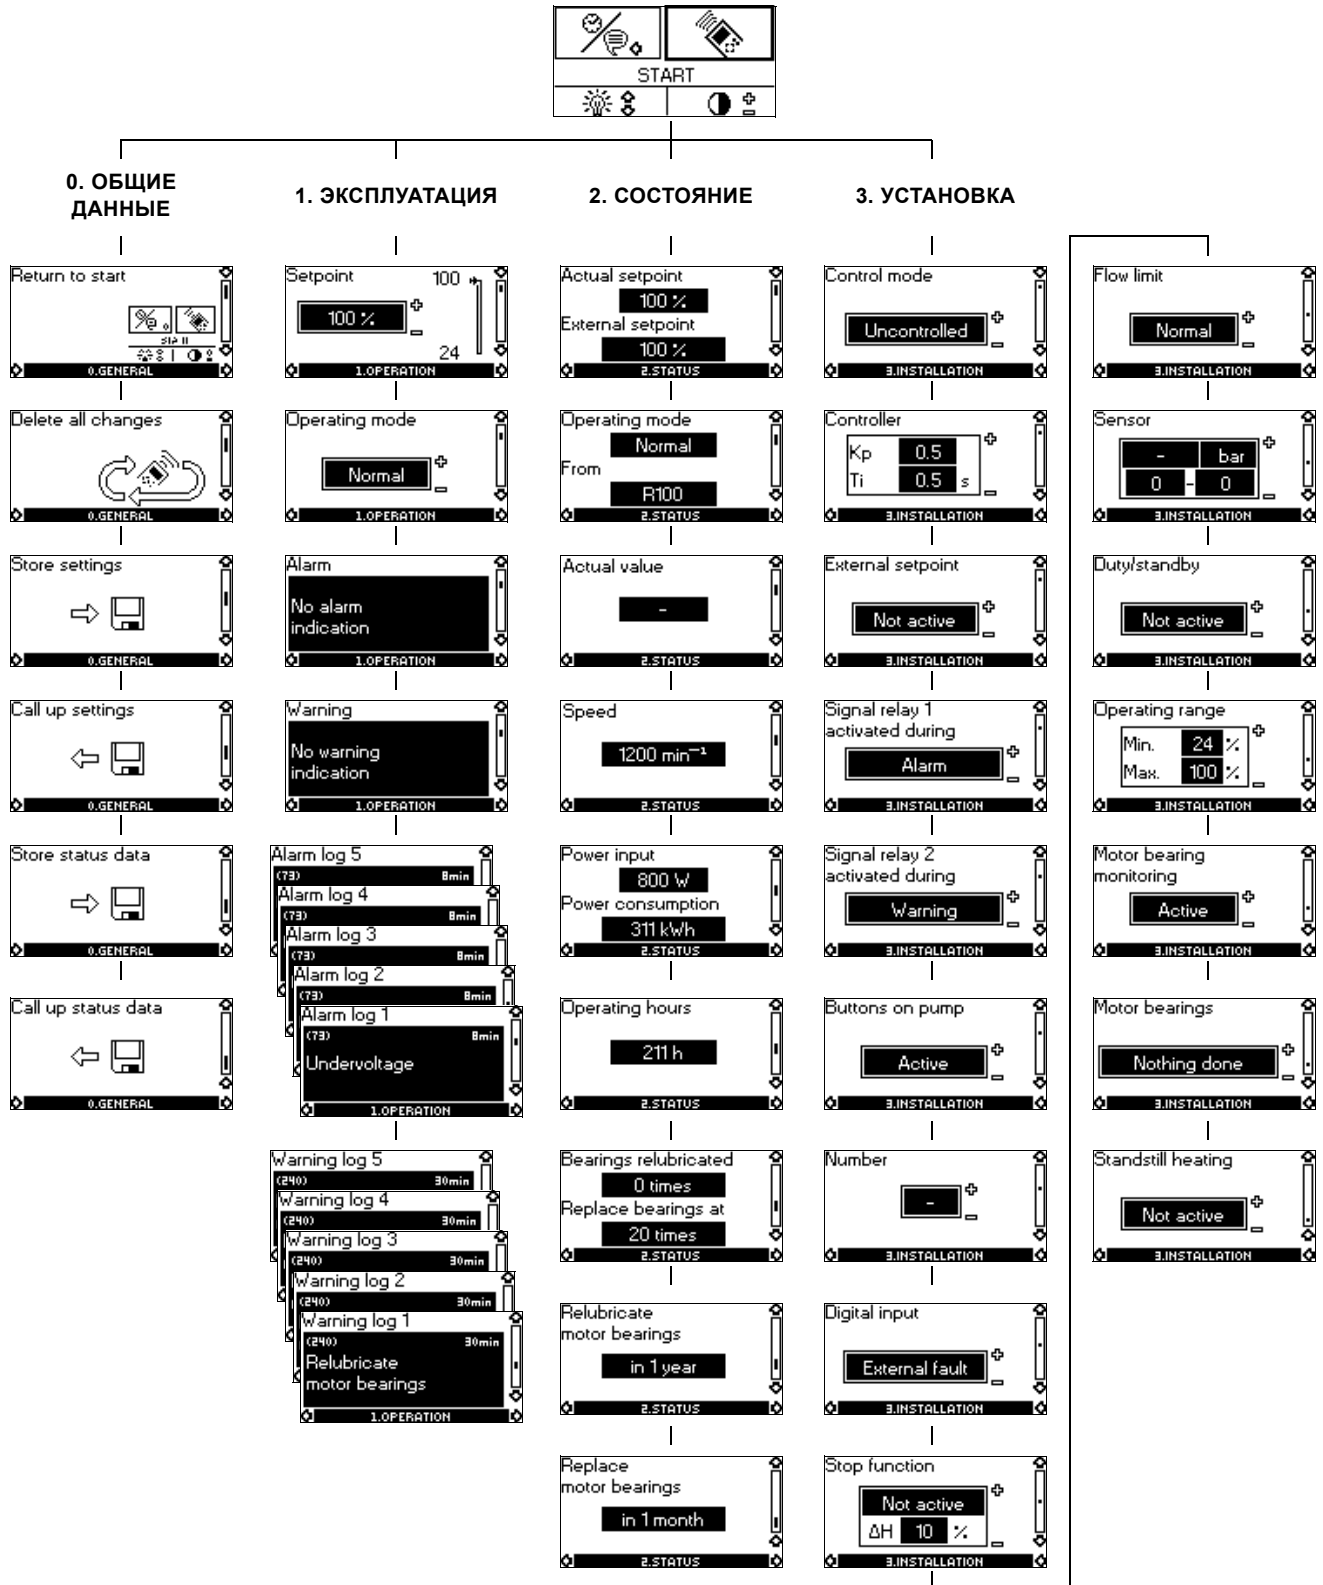 START
0. ОБЩИЕ
ДАННЫЕ
1. ЭКСПЛУАТАЦИЯ
2. СОСТОЯНИЕ
3. УСТАНОВКА
Return to start
START
0.GENERAL
Delete all changes
0.GENERAL
Store settings
0.GENERAL
Call up settings
0.GENERAL
Store status data
0.GENERAL
Call up status data
0.GENERAL
Setpoint
100
100 %
24
1.OPERATION
Operating mode
Normal
1.OPERATION
Alarm
No alarm
indication
1.OPERATION
Warning
No warning
indication
1.OPERATION
Alarm log 5
(73) 8min
Alarm log 4
(73) 8min
Alarm log 3
(73) 8min
Alarm log 2
(73) 8min
Alarm log 1
(73) 8min
Undervoltage
1.OPERATION
Warning log 5
(240) 30min
Warning log 4
(240) 30min
Warning log 3
(240) 30min
Warning log 2
(240) 30min
Warning log 1
(240) 30min
Relubricate
motor bearings
1.OPERATION
Actual setpoint
100 %
External setpoint
100 %
2.STATUS
Operating mode
Normal
From
R100
2.STATUS
Actual value
-
2.STATUS
Speed
1200 min⁻¹
2.STATUS
Power input
800 W
Power consumption
311 kWh
2.STATUS
Operating hours
211 h
2.STATUS
Bearings relubricated
0 times
Replace bearings at
20 times
2.STATUS
Relubricate
motor bearings
in 1 year
2.STATUS
Replace
motor bearings
in 1 month
2.STATUS
Control mode
Uncontrolled
3.INSTALLATION
Controller
Kp 0.5
Ti 0.5 s
3.INSTALLATION
External setpoint
Not active
3.INSTALLATION
Signal relay 1
activated during
Alarm
3.INSTALLATION
Signal relay 2
activated during
Warning
3.INSTALLATION
Buttons on pump
Active
3.INSTALLATION
Number
-
3.INSTALLATION
Digital input
External fault
3.INSTALLATION
Stop function
Not active
ΔH 10 %
3.INSTALLATION
Flow limit
Normal
3.INSTALLATION
Sensor
- bar
0 - 0
3.INSTALLATION
Duty/standby
Not active
3.INSTALLATION
Operating range
Min. 24 %
Max. 100 %
3.INSTALLATION
Motor bearing
monitoring
Active
3.INSTALLATION
Motor bearings
Nothing done
3.INSTALLATION
Standstill heating
Not active
3.INSTALLATION